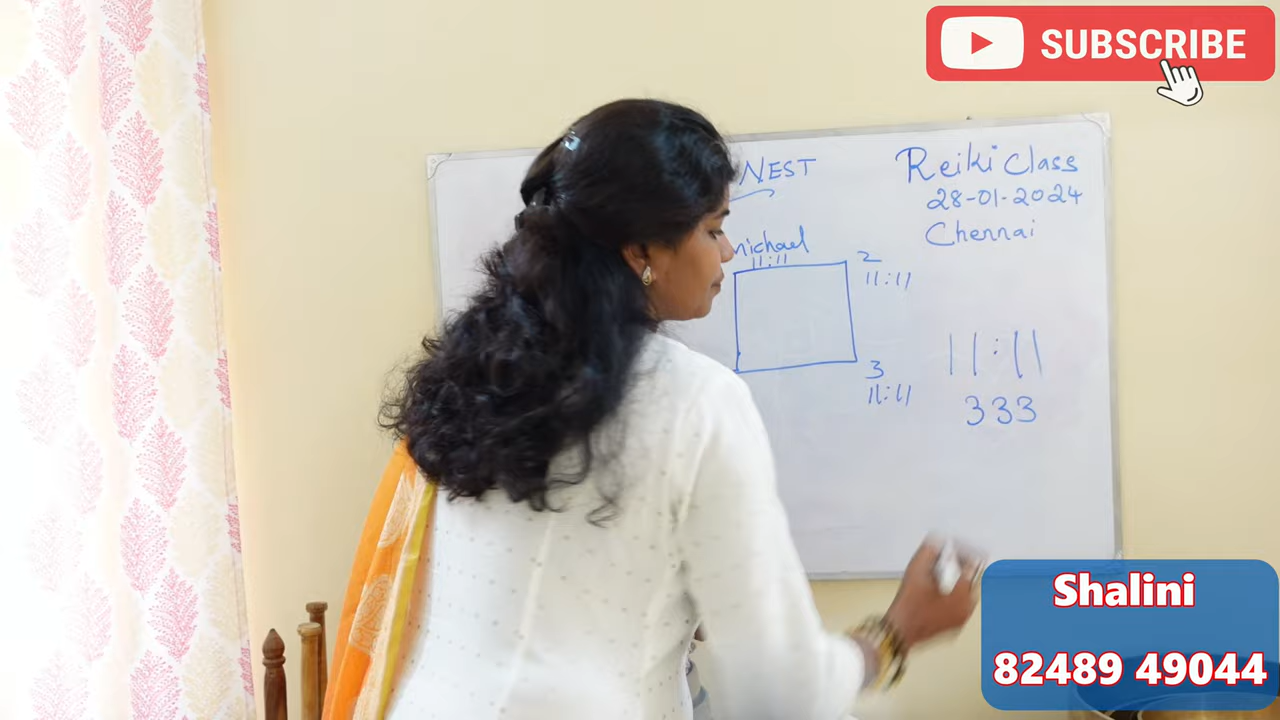 SUBSCRIBE
NEST
Reiki Class
28-01-2024
Chennai
michael
11:11
2
11:11
3
11:11
11:11
333
Shalini
82489 49044